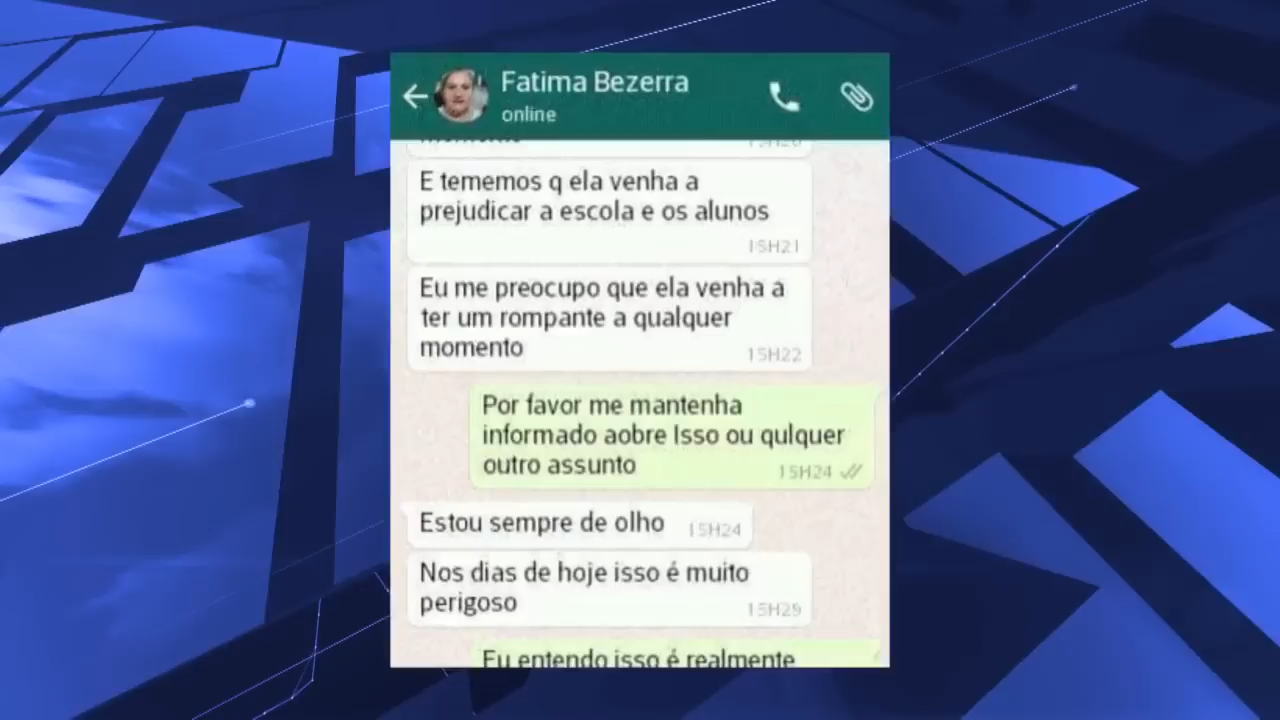 Fatima Bezerra
online
E tememos q ela venha a
prejudicar a escola e os alunos
15H21
Eu me preocupo que ela venha a
ter um rompante a qualquer
momento
15H22
Por favor me mantenha
informado aobre Isso ou qulquer
outro assunto
15H24
Estou sempre de olho
15H24
Nos dias de hoje isso é muito
perigoso
15H29
Eu entendo isso é realmente